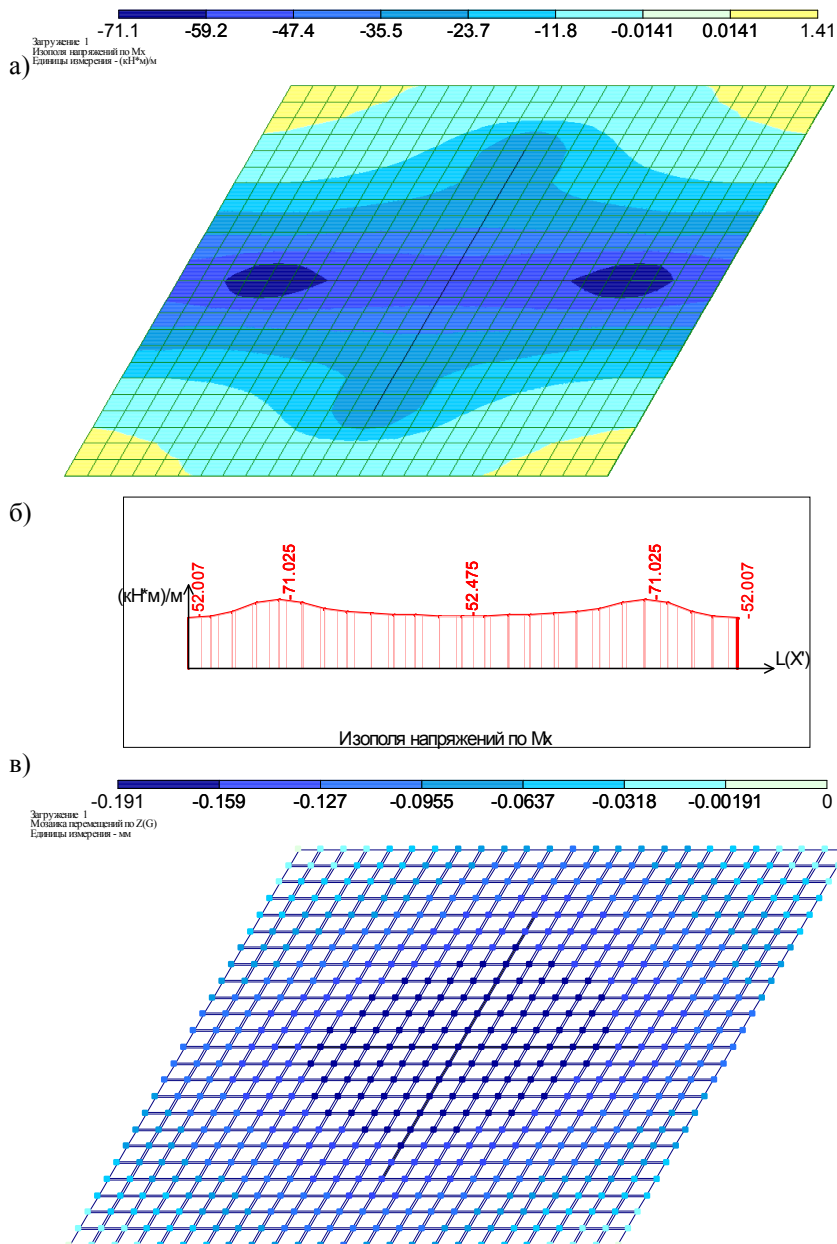 -71.1 -59.2 -47.4 -35.5 -23.7 -11.8 -0.0141 0.0141 1.41
Загружение 1
Изополя напряжений по Mx
Единицы измерения - (кН*м)/м
а)
б)
-52.007 -71.025 -52.475 -71.025 -52.007
(кН*м)/м
L(X')
Изополя напряжений по Mx
в)
-0.191 -0.159 -0.127 -0.0955 -0.0637 -0.0318 -0.00191 0
Загружение 1
Мозаика перемещений по Z(G)
Единицы измерения - мм